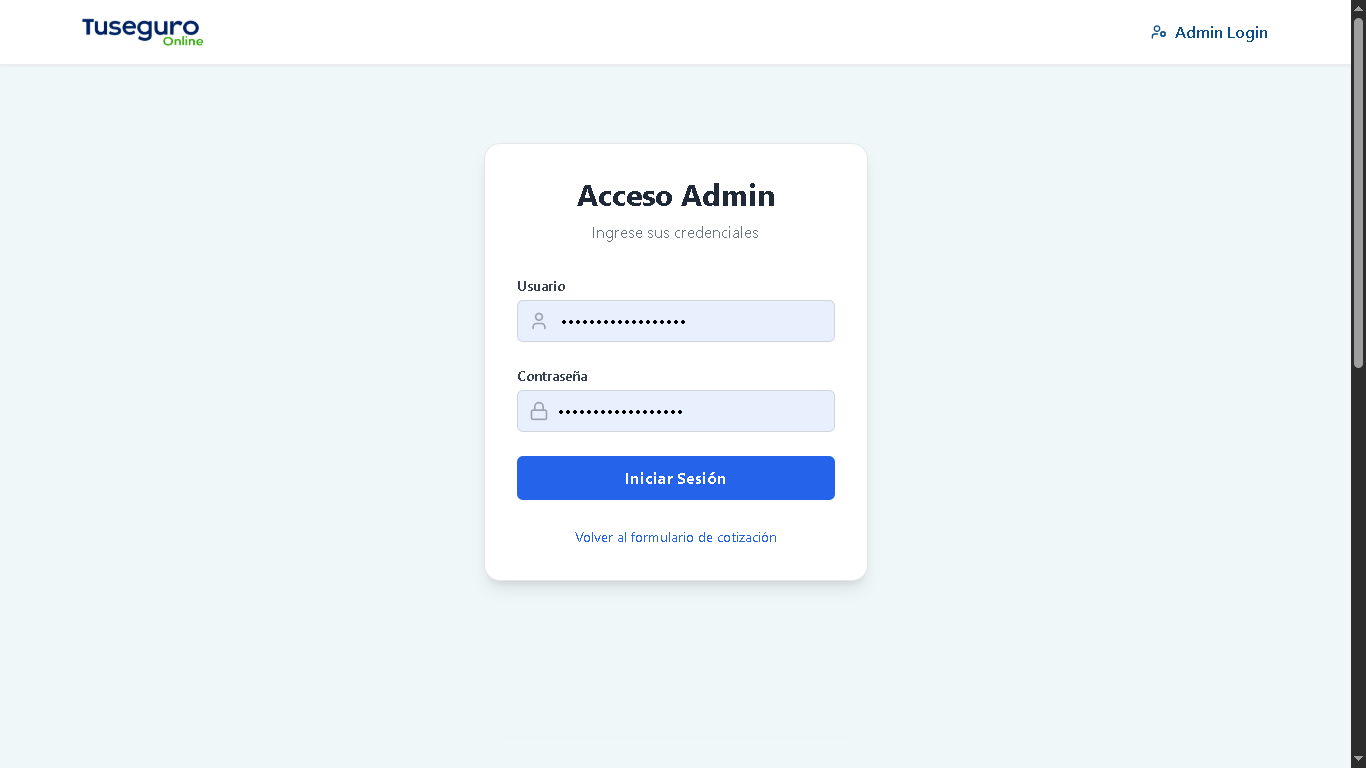 Tuseguro
Online
Admin Login
Acceso Admin
Ingrese sus credenciales
Usuario
••••••••••••••••••
Contraseña
••••••••••••••••••
Iniciar Sesión
Volver al formulario de cotización